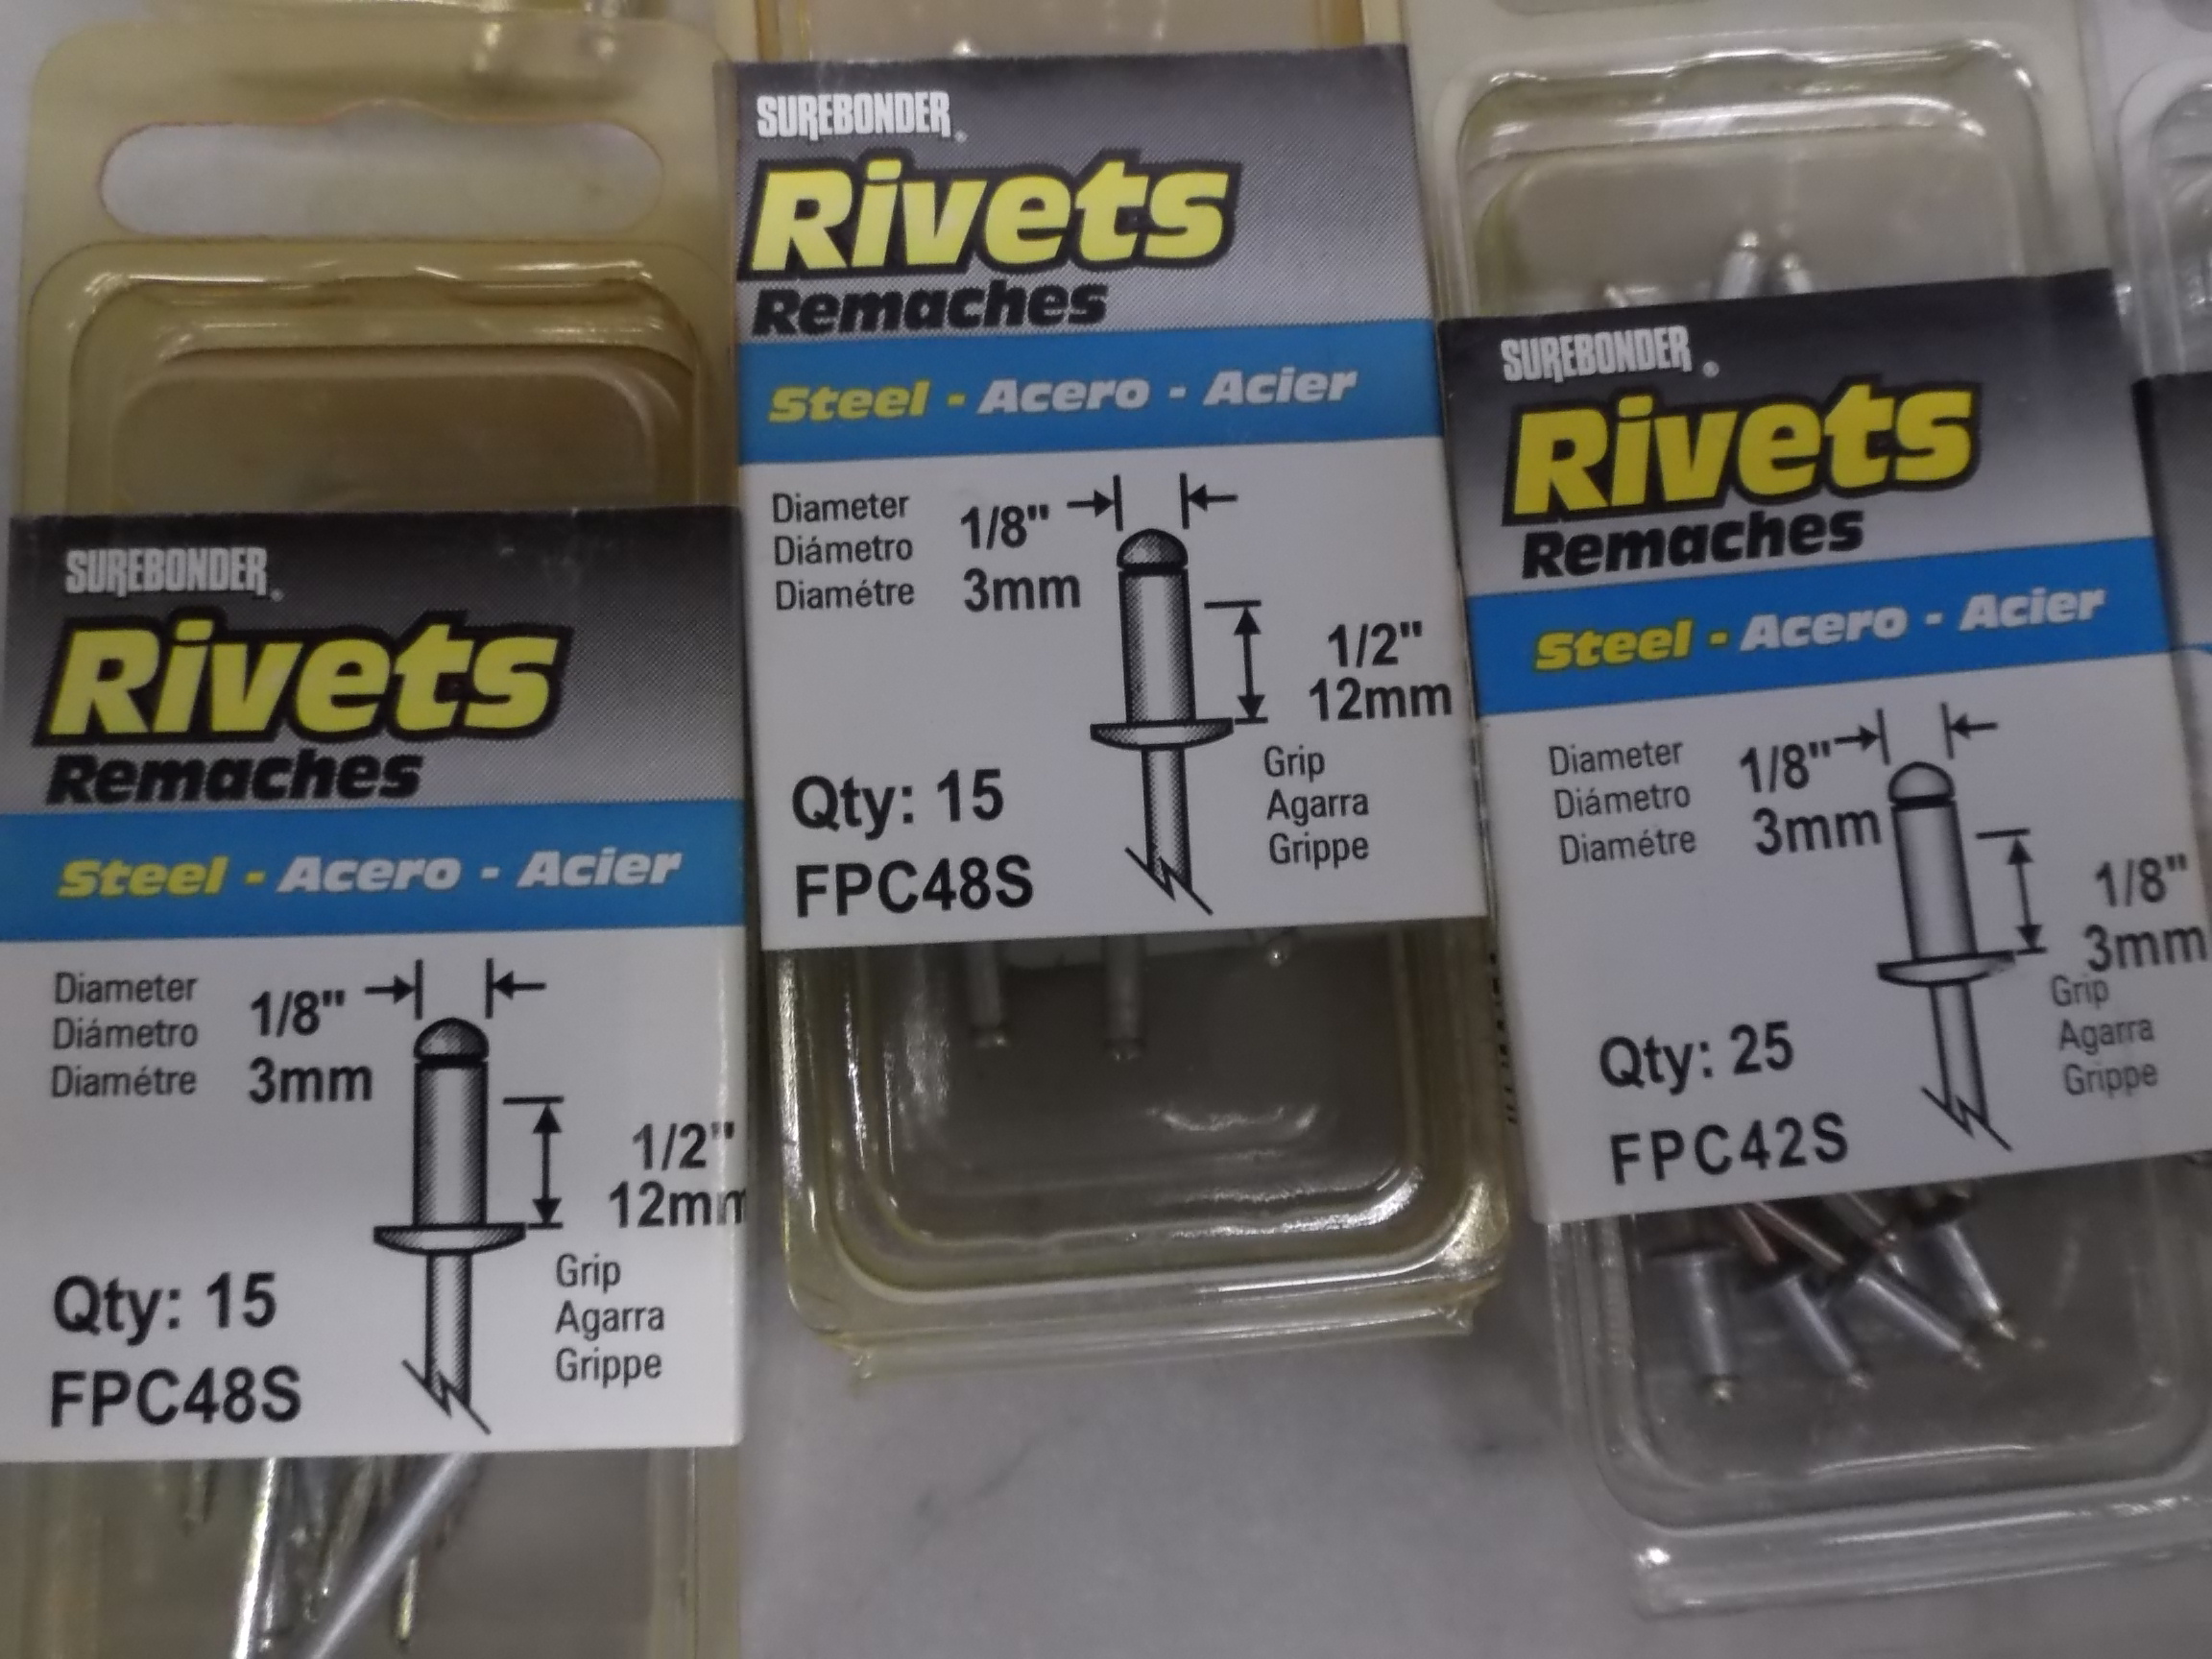 SUREBONDER®
Rivets
Remaches
Steel - Acero - Acier
Diameter
Diámetro
Diamétre
1/8"
3mm
1/2"
12mm
Grip
Agarra
Grippe
Qty: 15
FPC48S
SUREBONDER®
Rivets
Remaches
Steel - Acero - Acier
Diameter
Diámetro
Diamétre
1/8"
3mm
1/2"
12mm
Grip
Agarra
Grippe
Qty: 15
FPC48S
SUREBONDER®
Rivets
Remaches
Steel - Acero - Acier
Diameter
Diámetro
Diamétre
1/8"
3mm
1/8"
3mm
Grip
Agarra
Grippe
Qty: 25
FPC42S